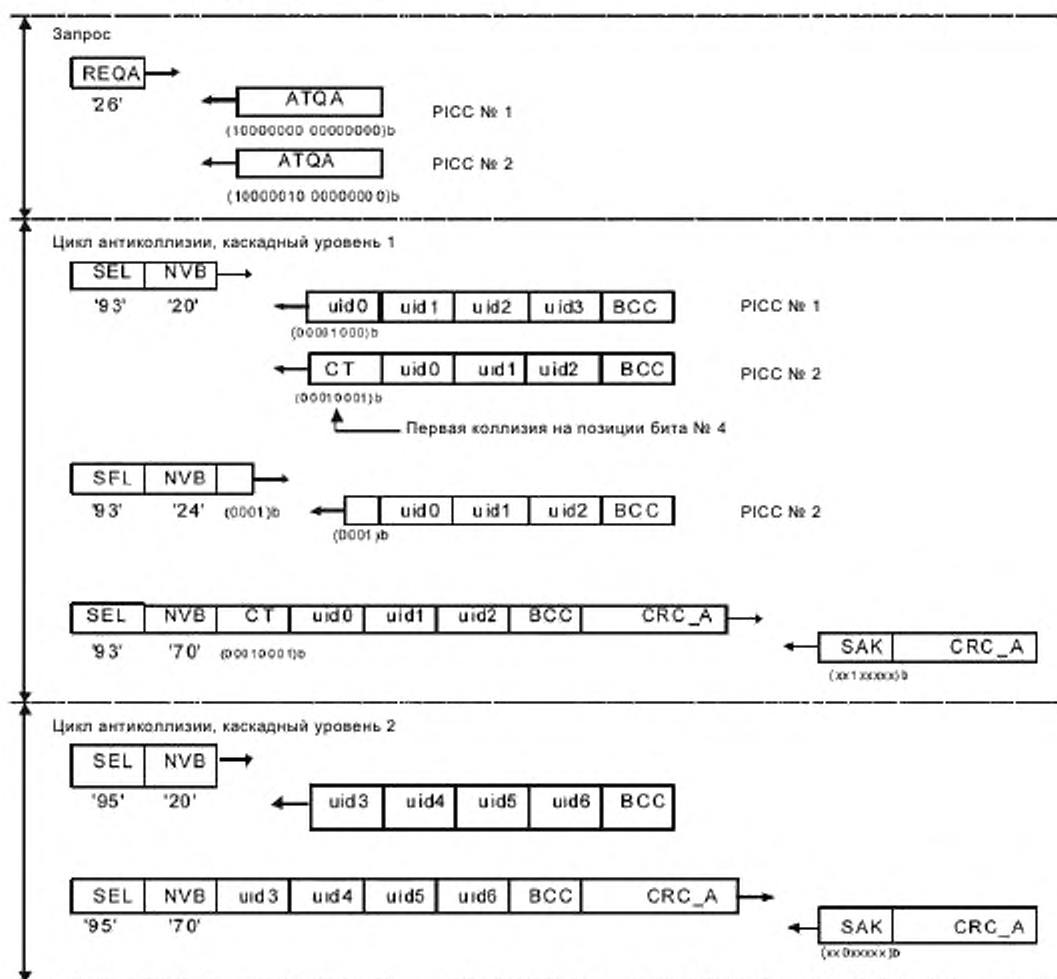 Запрос
REQA
'26'
ATQA
PICC № 1
(10000000 00000000)b
ATQA
PICC № 2
(10000010 00000000)b
Цикл антиколлизии, каскадный уровень 1
SEL NVB
'93' '20'
uid0 uid1 uid2 uid3 BCC
PICC № 1
(00001000)b
CT uid0 uid1 uid2 BCC
PICC № 2
(00010001)b
Первая коллизия на позиции бита № 4
SEL NVB
'93' '24' (0001)b
uid0 uid1 uid2 BCC
PICC № 2
(0001)b
SEL NVB CT uid0 uid1 uid2 BCC CRC_A
'93' '70' (00010001)b
SAK CRC_A
(xx1xxxxx)b
Цикл антиколлизии, каскадный уровень 2
SEL NVB
'95' '20'
uid3 uid4 uid5 uid6 BCC
SEL NVB uid3 uid4 uid5 uid6 BCC CRC_A
'95' '70'
SAK CRC_A
(xx0xxxxx)b